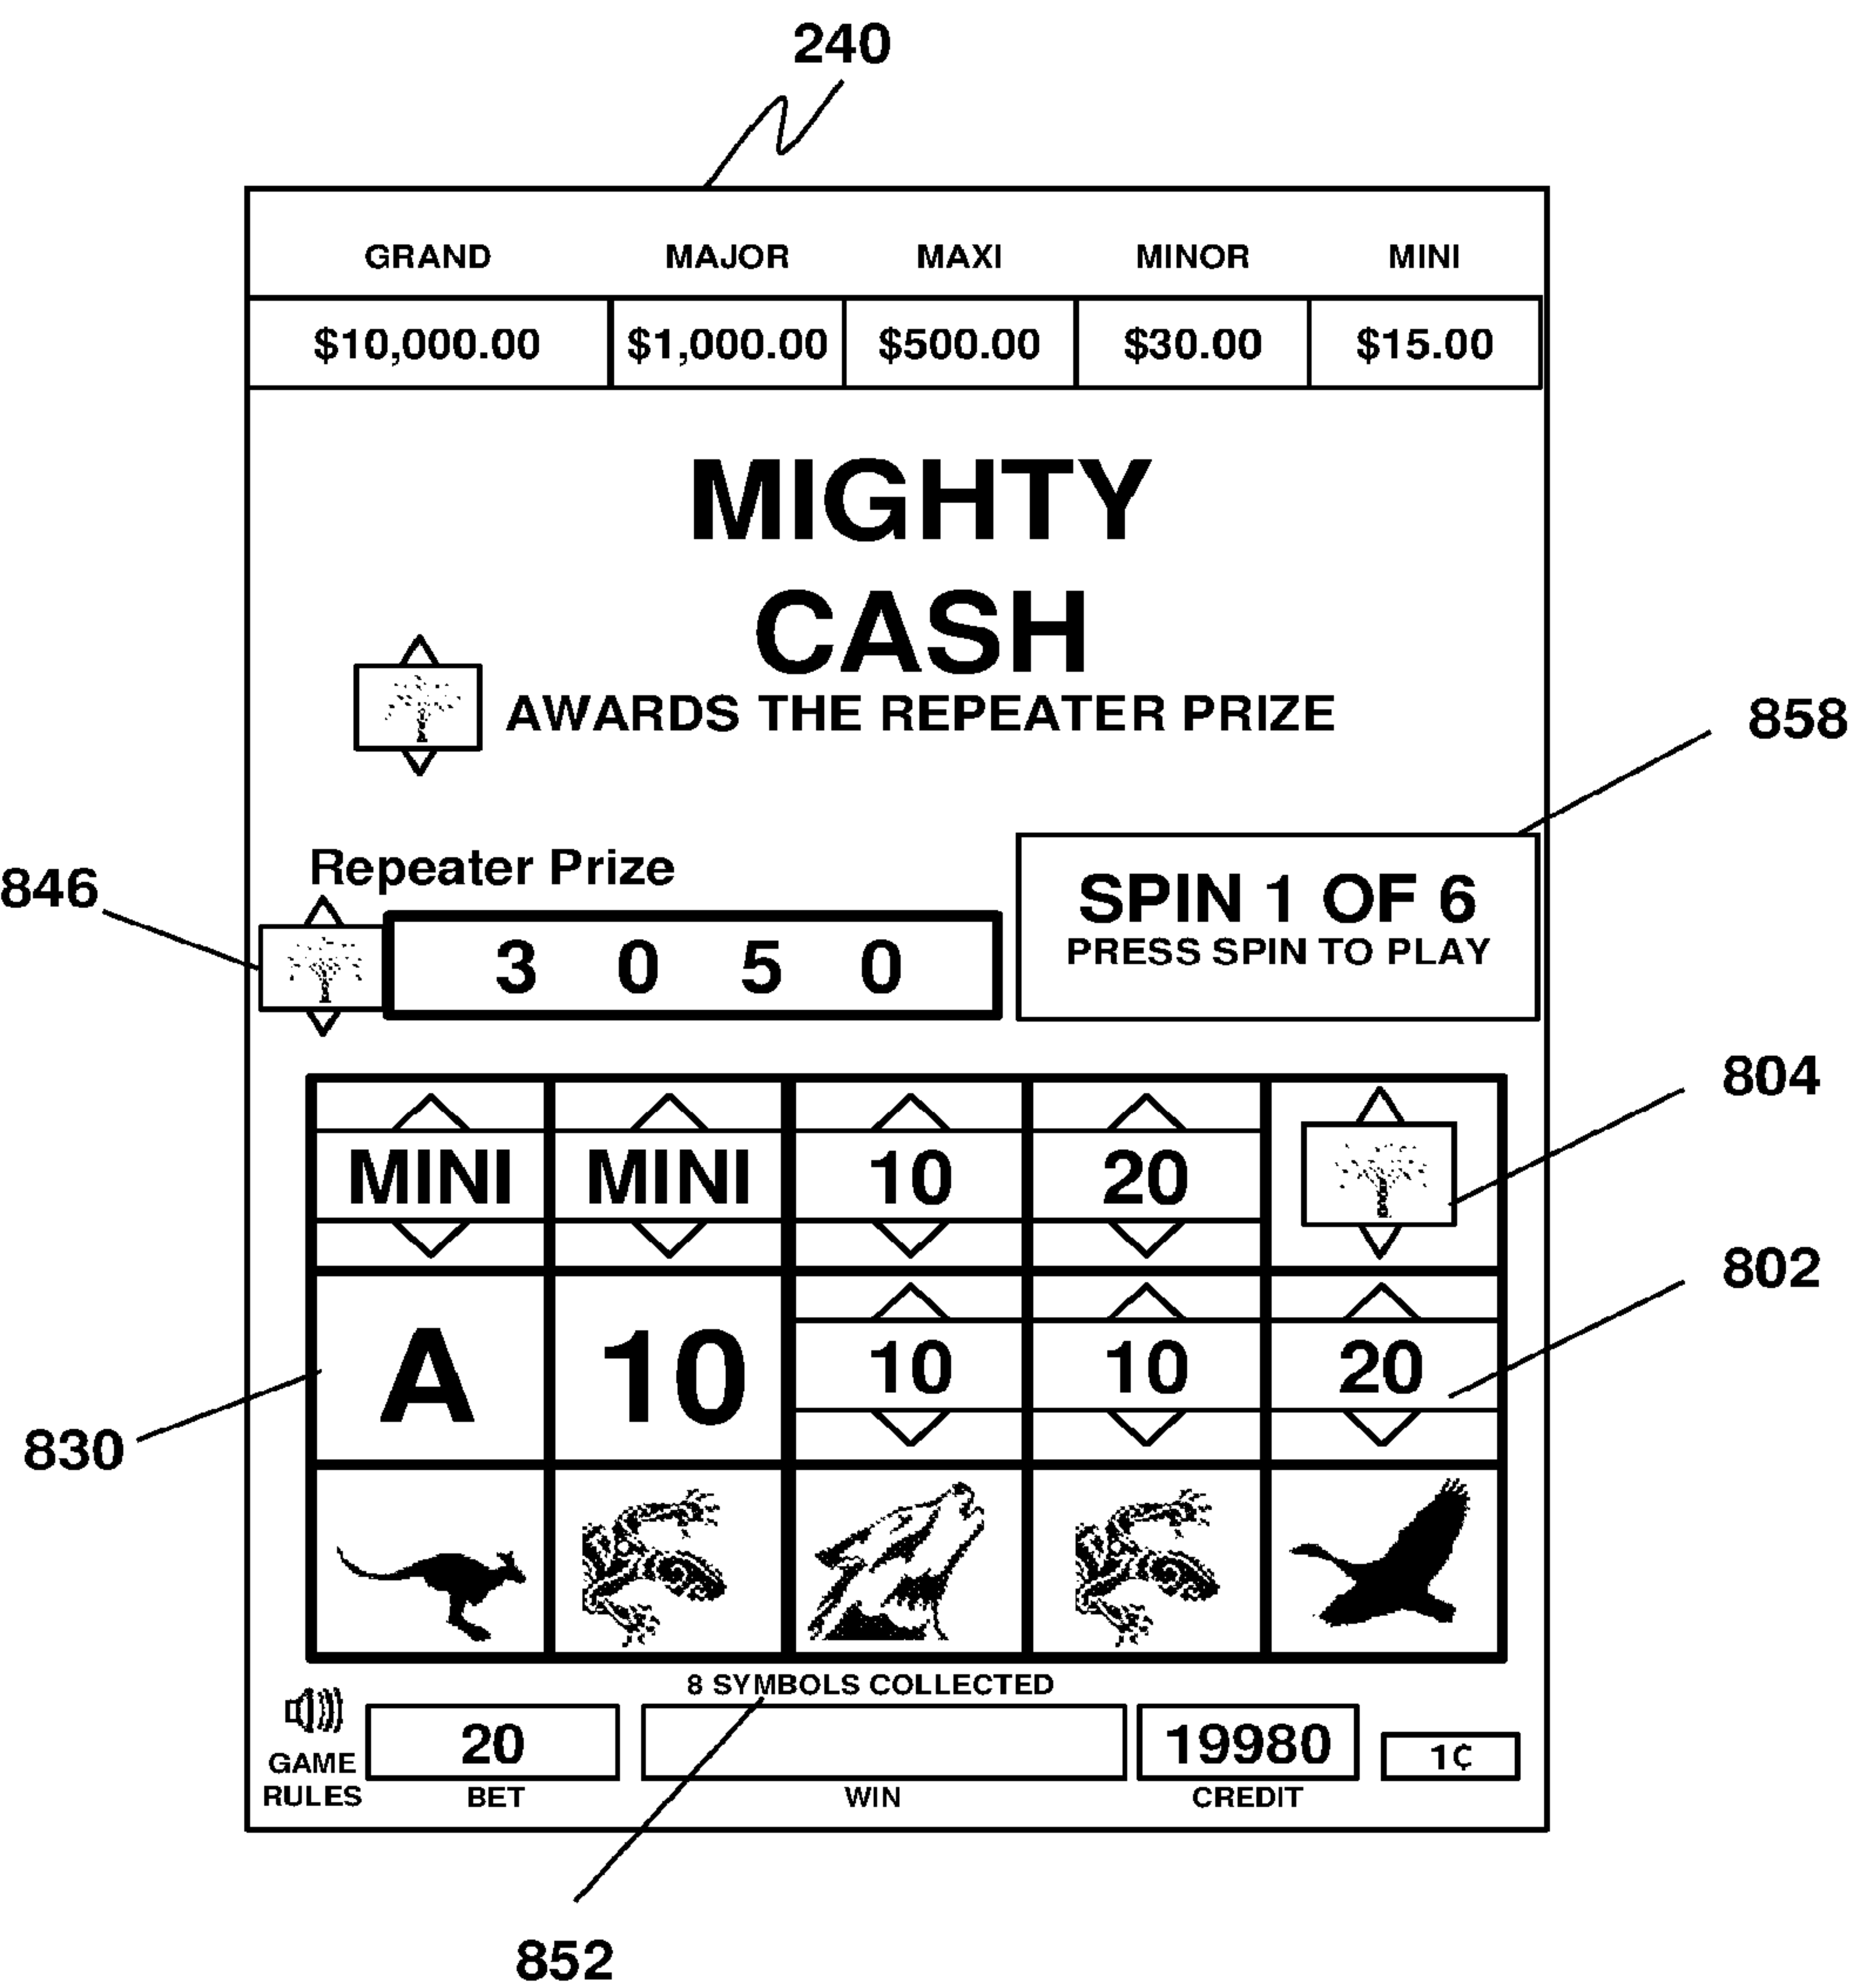 240
GRAND MAJOR MAXI MINOR MINI
$10,000.00 $1,000.00 $500.00 $30.00 $15.00
MIGHTY
CASH
AWARDS THE REPEATER PRIZE
858
Repeater Prize
846
SPIN 1 OF 6
PRESS SPIN TO PLAY
3 0 5 0
804
MINI MINI 10 20
802
A 10 10 10 20
830
8 SYMBOLS COLLECTED
20 19980 1¢
GAME
RULES BET WIN CREDIT
852